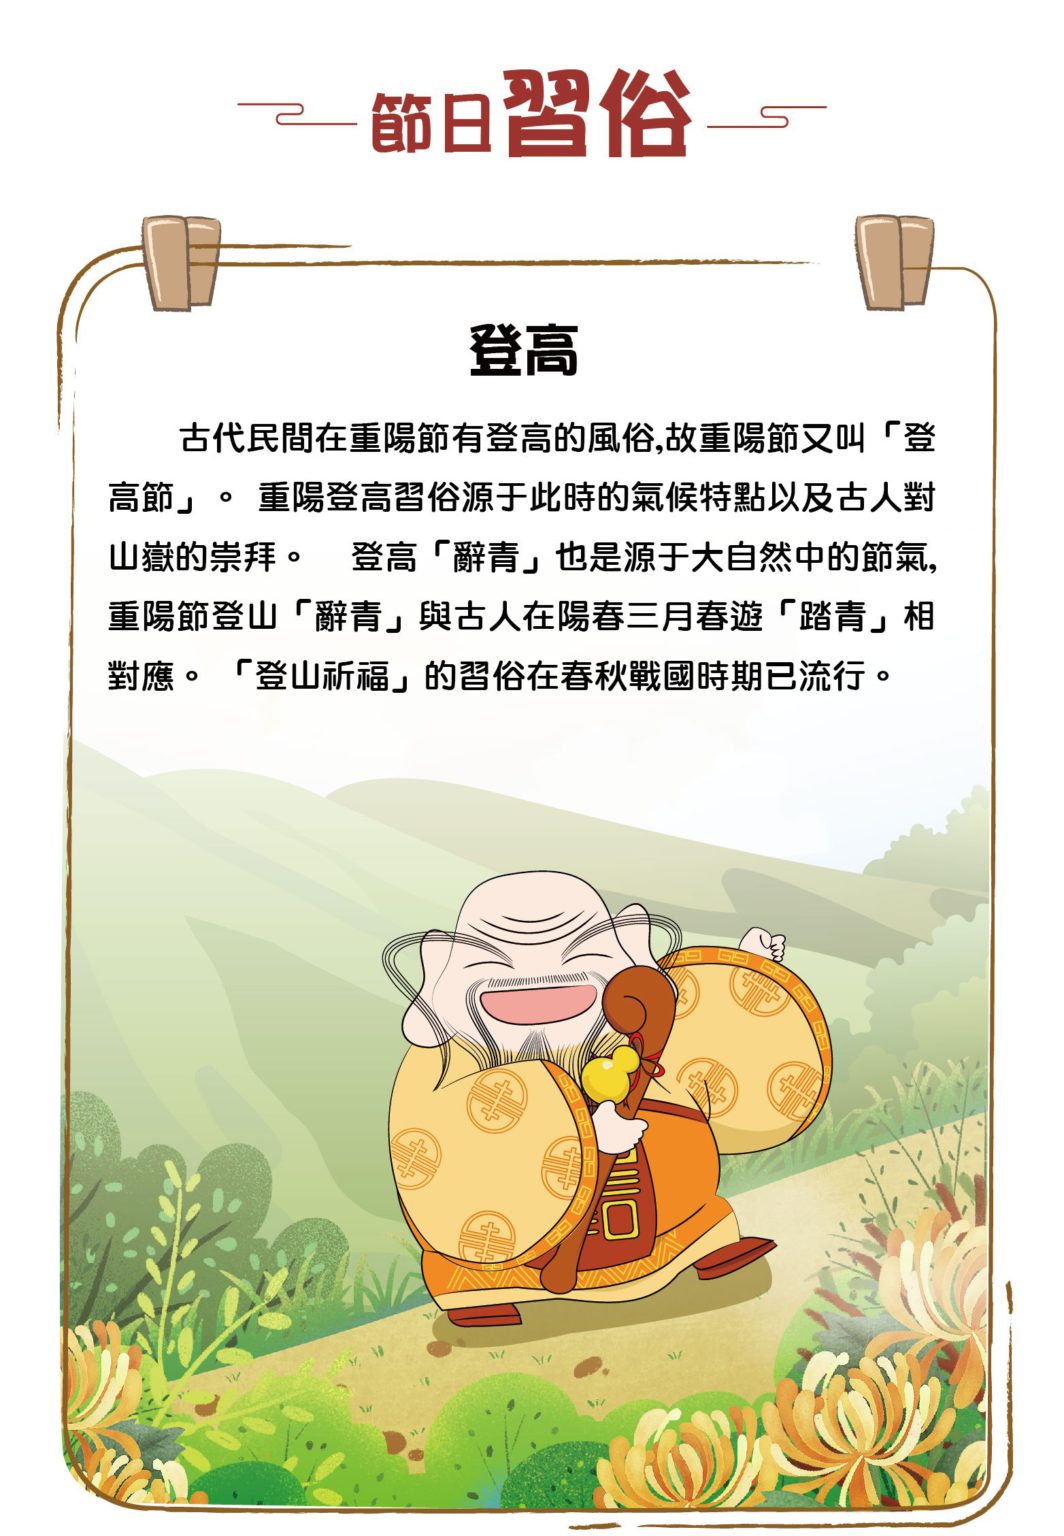 節日習俗
登高
古代民間在重陽節有登高的風俗,故重陽節又叫「登
高節」。 重陽登高習俗源于此時的氣候特點以及古人對
山嶽的崇拜。 登高「辭青」也是源于大自然中的節氣,
重陽節登山「辭青」與古人在陽春三月春遊「踏青」相
對應。 「登山祈福」的習俗在春秋戰國時期已流行。